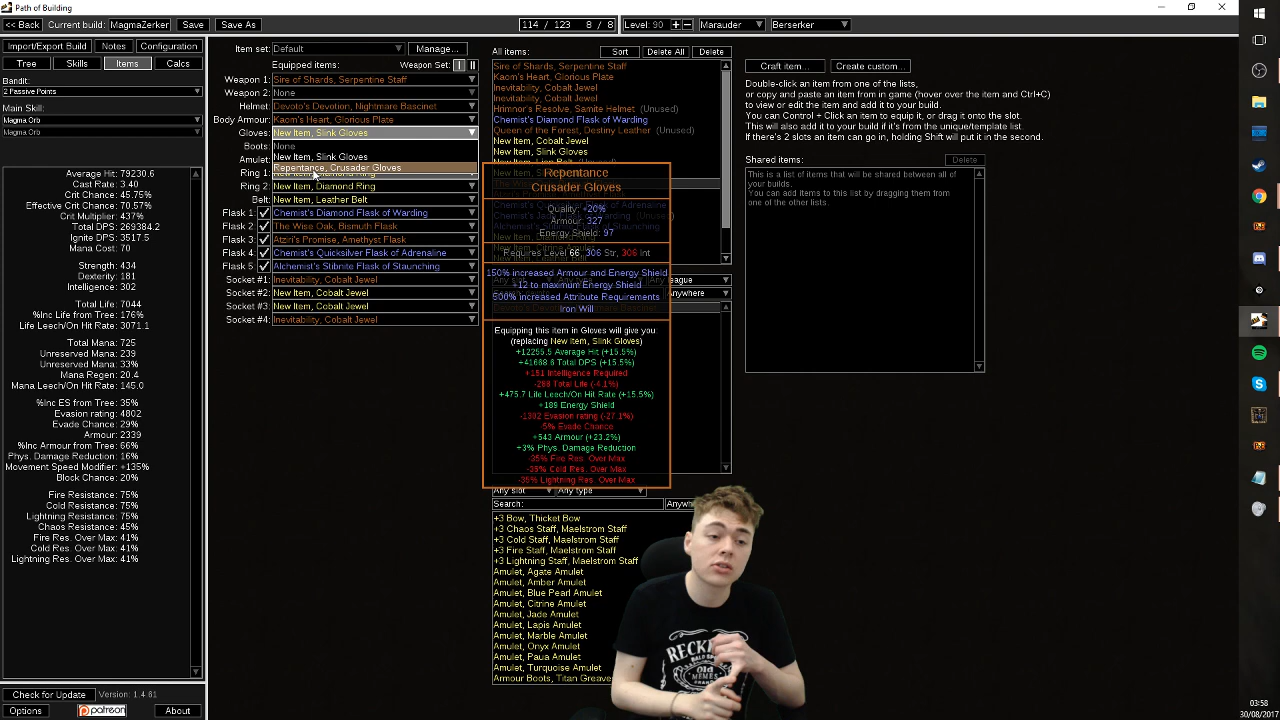 Path of Building
<< Back
Current build: MagmaZerker
Save
Save As
114 / 123   8 / 8
Level: 90
+
-
Marauder
Berserker
Import/Export Build
Notes
Configuration
Tree
Skills
Items
Calcs
Bandit:
2 Passive Points
Main Skill:
Magma Orb
Magma Orb
Average Hit: 79230.6
Cast Rate: 3.40
Crit Chance: 45.75%
Effective Crit Chance: 70.57%
Crit Multiplier: 437%
Total DPS: 269384.2
Ignite DPS: 3517.5
Mana Cost: 70
Strength: 434
Dexterity: 181
Intelligence: 302
Total Life: 7044
%Inc Life from Tree: 176%
Life Leech/On Hit Rate: 3071.1
Total Mana: 725
Unreserved Mana: 239
Unreserved Mana: 33%
Mana Regen: 20.4
Mana Leech/On Hit Rate: 145.0
%Inc ES from Tree: 35%
Evasion rating: 4802
Evade Chance: 29%
Armour: 2339
%Inc Armour from Tree: 66%
Phys. Damage Reduction: 16%
Movement Speed Modifier: +135%
Block Chance: 20%
Fire Resistance: 75%
Cold Resistance: 75%
Lightning Resistance: 75%
Chaos Resistance: 45%
Fire Res. Over Max: 41%
Cold Res. Over Max: 41%
Lightning Res. Over Max: 41%
Check for Update
Version: 1.4.61
Options
patreon
About
Item set: Default
Manage...
Equipped items:
Weapon Set: I II
Weapon 1: Sire of Shards, Serpentine Staff
Weapon 2: None
Helmet: Devoto's Devotion, Nightmare Bascinet
Body Armour: Kaom's Heart, Glorious Plate
Gloves: New Item, Slink Gloves
Boots:
None
Amulet:
New Item, Slink Gloves
Repentance, Crusader Gloves
Ring 1: New Item, Diamond Ring
Ring 2: New Item, Diamond Ring
Belt: New Item, Leather Belt
Flask 1: Chemist's Diamond Flask of Warding
Flask 2: The Wise Oak, Bismuth Flask
Flask 3: Atziri's Promise, Amethyst Flask
Flask 4: Chemist's Quicksilver Flask of Adrenaline
Flask 5: Alchemist's Stibnite Flask of Staunching
Socket #1: Inevitability, Cobalt Jewel
Socket #2: New Item, Cobalt Jewel
Socket #3: New Item, Cobalt Jewel
Socket #4: Inevitability, Cobalt Jewel
All items:
Sort
Delete All
Delete
Sire of Shards, Serpentine Staff
Kaom's Heart, Glorious Plate
Inevitability, Cobalt Jewel
Inevitability, Cobalt Jewel
Hrimnor's Resolve, Samite Helmet (Unused)
Chemist's Diamond Flask of Warding
Queen of the Forest, Destiny Leather (Unused)
New Item, Cobalt Jewel
New Item, Slink Gloves
Repentance
Crusader Gloves
Quality: +20%
Armour: 327
Energy Shield: 97
Requires Level 66, 306 Str, 306 Int
150% increased Armour and Energy Shield
+12 to maximum Energy Shield
500% increased Attribute Requirements
Iron Will
Equipping this item in Gloves will give you:
(replacing New Item, Slink Gloves)
+12255.5 Average Hit (+15.5%)
+41668.6 Total DPS (+15.5%)
+151 Intelligence Required
-288 Total Life (-4.1%)
+475.7 Life Leech/On Hit Rate (+15.5%)
+189 Energy Shield
-1302 Evasion rating (-27.1%)
-5% Evade Chance
+543 Armour (+23.2%)
+3% Phys. Damage Reduction
-35% Fire Res. Over Max
-35% Cold Res. Over Max
-35% Lightning Res. Over Max
Any slot
Any type
Search:
Anywhere
+3 Bow, Thicket Bow
+3 Chaos Staff, Maelstrom Staff
+3 Cold Staff, Maelstrom Staff
+3 Fire Staff, Maelstrom Staff
+3 Lightning Staff, Maelstrom Staff
Amulet, Agate Amulet
Amulet, Amber Amulet
Amulet, Blue Pearl Amulet
Amulet, Citrine Amulet
Amulet, Jade Amulet
Amulet, Lapis Amulet
Amulet, Marble Amulet
Amulet, Onyx Amulet
Amulet, Paua Amulet
Amulet, Turquoise Amulet
Armour Boots, Titan Greaves
Craft item...
Create custom...
Double-click an item from one of the lists,
or copy and paste an item from in game (hover over the item and Ctrl+C)
to view or edit the item and add it to your build.
You can Control + Click an item to equip it, or drag it onto the slot.
This will also add it to your build if it's from the unique/template list.
If there's 2 slots an item can go in, holding Shift will put it in the second.
Shared items:
Delete
This is a list of items that will be shared between all of
your builds.
You can add items to this list by dragging them from
one of the other lists.
old
MEMES
03:58
30/08/2017